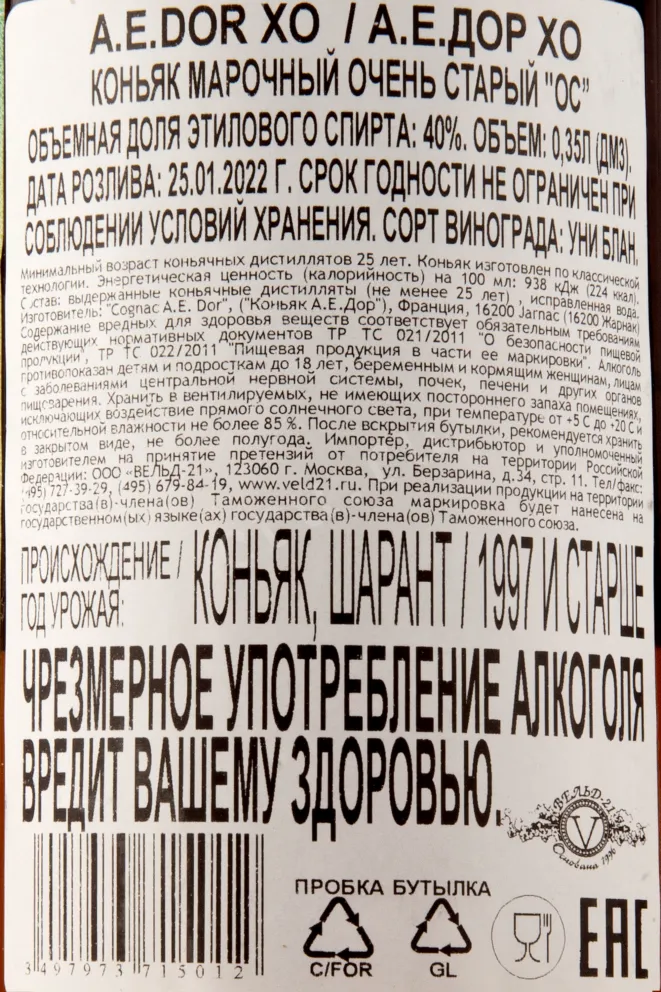 A.E.DOR XO / А.Е.ДОР ХО
КОНЬЯК МАРОЧНЫЙ ОЧЕНЬ СТАРЫЙ "ОС"
ОБЪЕМНАЯ ДОЛЯ ЭТИЛОВОГО СПИРТА: 40%. ОБЪЕМ: 0,35Л (ДМ3).
ДАТА РОЗЛИВА: 25.01.2022 Г. СРОК ГОДНОСТИ НЕ ОГРАНИЧЕН ПРИ
СОБЛЮДЕНИИ УСЛОВИЙ ХРАНЕНИЯ. СОРТ ВИНОГРАДА: УНИ БЛАН.
Минимальный возраст коньячных дистиллятов 25 лет. Коньяк изготовлен по классической
технологии. Энергетическая ценность (калорийность) на 100 мл: 938 кДж (224 ккал).
Состав: выдержанные коньячные дистилляты (не менее 25 лет) , исправленная вода.
Изготовитель: "Cognac A.E. Dor", ("Коньяк А.Е.Дор"), Франция, 16200 Jarnac (16200 Жарнак)
Содержание вредных для здоровья веществ соответствует обязательным требованиям
действующих нормативных документов ТР ТС 021/2011 "О безопасности пищевой
продукции", ТР ТС 022/2011 "Пищевая продукция в части ее маркировки". Алкоголь
противопоказан детям и подросткам до 18 лет, беременным и кормящим женщинам, лицам
с заболеваниями центральной нервной системы, почек, печени и других органов
пищеварения. Хранить в вентилируемых, не имеющих постороннего запаха помещениях,
исключающих воздействие прямого солнечного света, при температуре от +5 С до +20 С и
относительной влажности не более 85 %. После вскрытия бутылки, рекомендуется хранить
в закрытом виде, не более полугода. Импортёр, дистрибьютор и уполномоченный
изготовителем на принятие претензий от потребителя на территории Российской
Федерации: ООО «ВЕЛЬД-21», 123060 г. Москва, ул. Берзарина, д.34, стр. 11. Тел/факс:
(495) 727-39-29, (495) 679-84-19, www.veld21.ru. При реализации продукции на территории
государства(в)-члена(ов) Таможенного союза маркировка будет нанесена на
государственном(ых) языке(ах) государства(в)-члена(ов) Таможенного союза.
ПРОИСХОЖДЕНИЕ / ГОД УРОЖАЯ: КОНЬЯК, ШАРАНТ / 1997 И СТАРШЕ
ЧРЕЗМЕРНОЕ УПОТРЕБЛЕНИЕ АЛКОГОЛЯ
ВРЕДИТ ВАШЕМУ ЗДОРОВЬЮ.
ВЕЛЬД-21
V
Основана 1996
ПРОБКА БУТЫЛКА
C/FOR GL
EAC
3 497973 715012